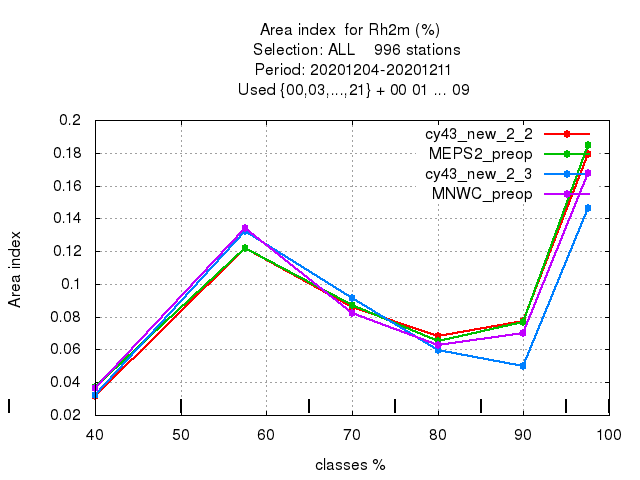 Area index for Rh2m (%)
Selection: ALL 996 stations
Period: 20201204-20201211
Used {00,03,...,21} + 00 01 ... 09
0.2
cy43_new_2_2
0.18
MEPS2_preop
cy43_new_2_3
0.16
MNWC_preop
0.14
0.12
Area index
0.1
0.08
0.06
0.04
0.02
40 50 60 70 80 90 100
classes %